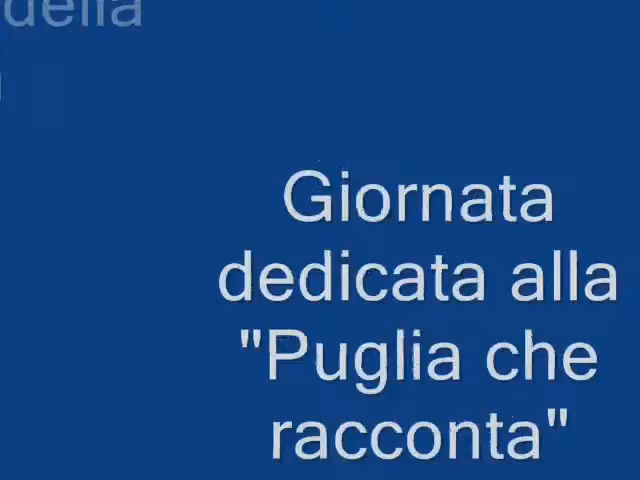 della
Giornata
dedicata alla
"Puglia che
racconta"